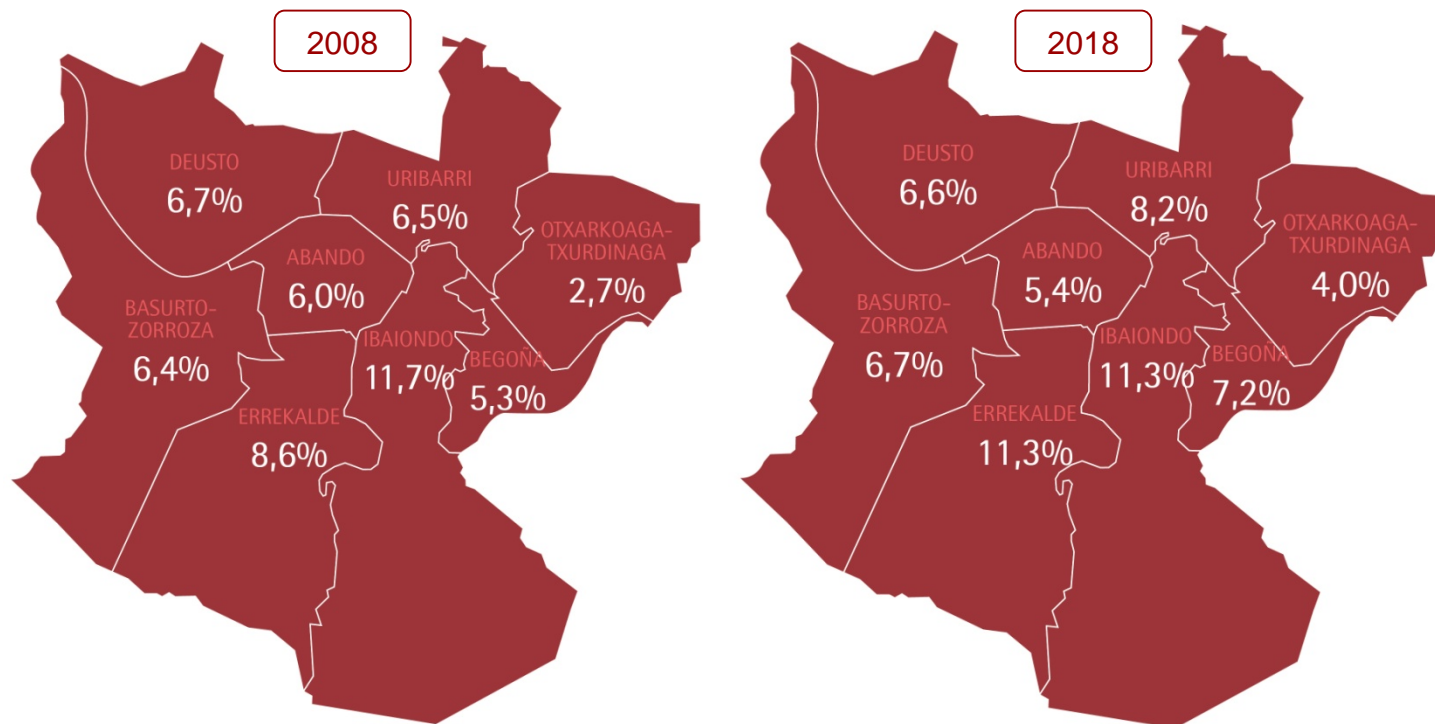 2008
DEUSTO
6,7%
URIBARRI
6,5%
OTXARKOAGA-
TXURDINAGA
2,7%
ABANDO
6,0%
BASURTO-
ZORROZA
6,4%
IBAIONDO
11,7%
BEGOÑA
5,3%
ERREKALDE
8,6%
2018
DEUSTO
6,6%
URIBARRI
8,2%
OTXARKOAGA-
TXURDINAGA
4,0%
ABANDO
5,4%
BASURTO-
ZORROZA
6,7%
IBAIONDO
11,3%
BEGOÑA
7,2%
ERREKALDE
11,3%